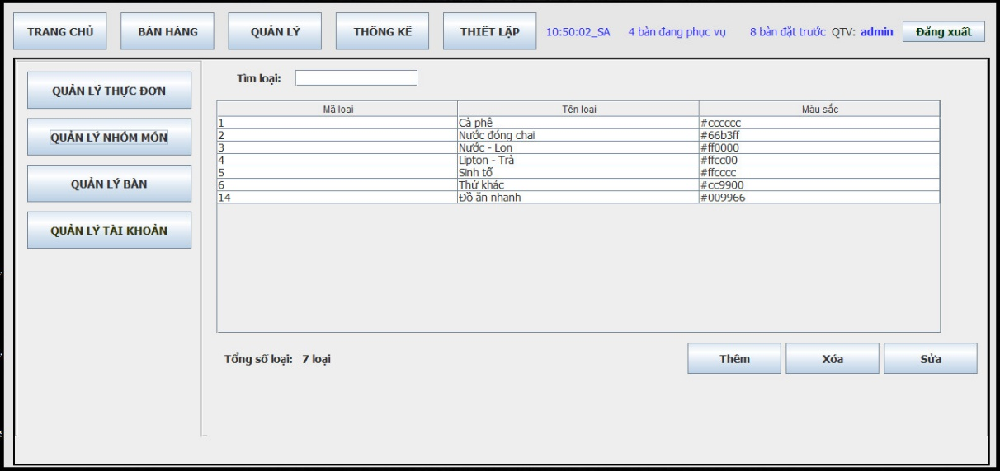 TRANG CHỦ BÁN HÀNG QUẢN LÝ THỐNG KÊ THIẾT LẬP 10:50:02_SA 4 bàn đang phục vụ 8 bàn đặt trước QTV: admin Đăng xuất
QUẢN LÝ THỰC ĐƠN
QUẢN LÝ NHÓM MÓN
QUẢN LÝ BÀN
QUẢN LÝ TÀI KHOẢN
Tìm loại:
Mã loại Tên loại Màu sắc
1 Cà phê #cccccc
2 Nước đóng chai #66b3ff
3 Nước - Lon #ff0000
4 Lipton - Trà #ffcc00
5 Sinh tố #ffcccc
6 Thứ khác #cc9900
14 Đồ ăn nhanh #009966
Tổng số loại: 7 loại Thêm Xóa Sửa